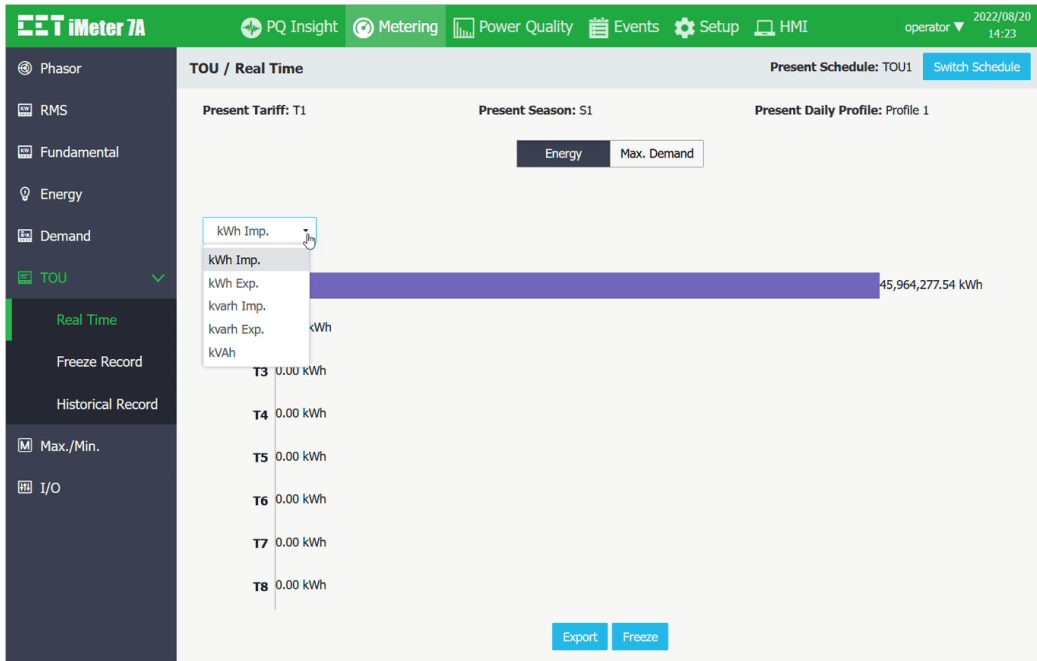 CET iMeter 7A
PQ Insight
Metering
Power Quality
Events
Setup
HMI
operator ▼
2022/08/20
14:23
Phasor
RMS
Fundamental
Energy
Demand
TOU
Real Time
Freeze Record
Historical Record
Max./Min.
I/O
TOU / Real Time
Present Schedule: TOU1
Switch Schedule
Present Tariff: T1
Present Season: S1
Present Daily Profile: Profile 1
Energy
Max. Demand
kWh Imp.
kWh Imp.
kWh Exp.
kvarh Imp.
kvarh Exp.
kVAh
45,964,277.54 kWh
kWh
T3 0.00 kWh
T4 0.00 kWh
T5 0.00 kWh
T6 0.00 kWh
T7 0.00 kWh
T8 0.00 kWh
Export
Freeze